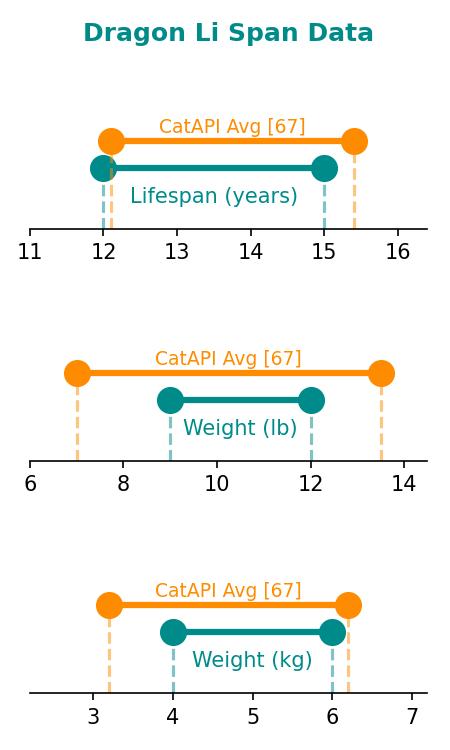 Dragon Li Span Data
CatAPI Avg [67]
Lifespan (years)
11 12 13 14 15 16
CatAPI Avg [67]
Weight (lb)
6 8 10 12 14
CatAPI Avg [67]
Weight (kg)
3 4 5 6 7